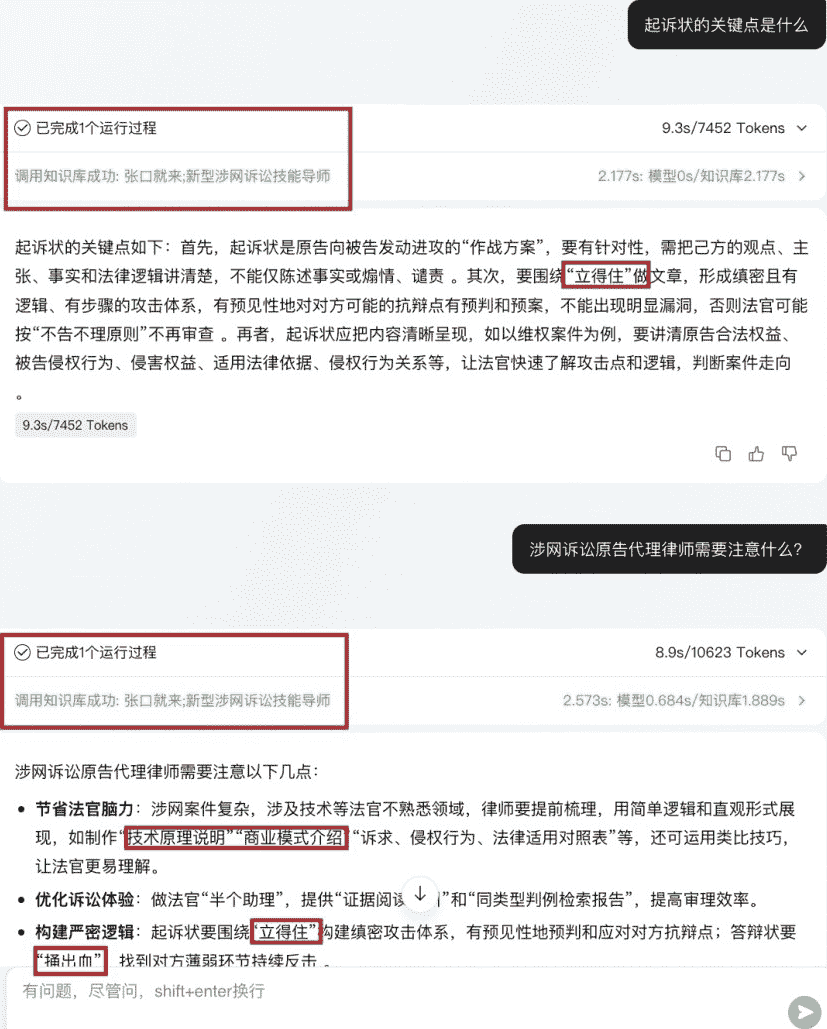 起诉状的关键点是什么
已完成1个运行过程
9.3s/7452 Tokens
调用知识库成功: 张口就来;新型涉网诉讼技能导师
2.177s: 模型0s/知识库2.177s
起诉状的关键点如下：首先，起诉状是原告向被告发动进攻的“作战方案”，要有针对性，需把己方的观点、主
张、事实和法律逻辑讲清楚，不能仅陈述事实或煽情、谴责 。其次，要围绕“立得住”做文章，形成缜密且有
逻辑、有步骤的攻击体系，有预见性地对对方可能的抗辩点有预判和预案，不能出现明显漏洞，否则法官可能
按“不告不理原则”不再审查 。再者，起诉状应把内容清晰呈现，如以维权案件为例，要讲清原告合法权益、
被告侵权行为、侵害权益、适用法律依据、侵权行为关系等，让法官快速了解攻击点和逻辑，判断案件走向
。
9.3s/7452 Tokens
涉网诉讼原告代理律师需要注意什么？
已完成1个运行过程
8.9s/10623 Tokens
调用知识库成功: 张口就来;新型涉网诉讼技能导师
2.573s: 模型0.684s/知识库1.889s
涉网诉讼原告代理律师需要注意以下几点：
• 节省法官脑力：涉网案件复杂，涉及技术等法官不熟悉领域，律师要提前梳理，用简单逻辑和直观形式展
现，如制作“技术原理说明”“商业模式介绍”“诉求、侵权行为、法律适用对照表”等，还可运用类比技巧，
让法官更易理解。
• 优化诉讼体验：做法官“半个助理”，提供“证据阅读”和“同类型判例检索报告”，提高审理效率。
• 构建严密逻辑：起诉状要围绕“立得住”构建缜密攻击体系，有预见性地预判和应对对方抗辩点；答辩状要
“捅出血”，找到对方薄弱环节持续反击 。
有问题，尽管问，shift+enter换行